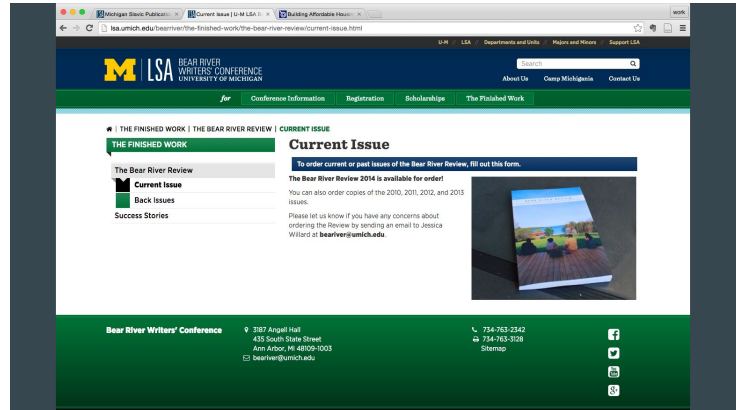 Michigan Slavic Publicatio
Current Issue | U-M LSA B
Building Affordable Housin
work
lsa.umich.edu/bearriver/the-finished-work/the-bear-river-review/current-issue.html
U-M // LSA // Departments and Units // Majors and Minors // Support LSA
M | LSA BEAR RIVER
WRITERS' CONFERENCE
UNIVERSITY OF MICHIGAN
Search
About Us Camp Michigania Contact Us
for Conference Information Registration Scholarships The Finished Work
| THE FINISHED WORK | THE BEAR RIVER REVIEW | CURRENT ISSUE
THE FINISHED WORK
The Bear River Review
Current Issue
Back Issues
Success Stories
Current Issue
To order current or past issues of the Bear River Review, fill out this form.
The Bear River Review 2014 is available for order!
You can also order copies of the 2010, 2011, 2012, and 2013
issues.
Please let us know if you have any concerns about
ordering the Review by sending an email to Jessica
Willard at beariver@umich.edu.
BEAR RIVER REVIEW
Bear River Writers' Conference
3187 Angell Hall
435 South State Street
Ann Arbor, MI 48109-1003
beariver@umich.edu
734-763-2342
734-763-3128
Sitemap